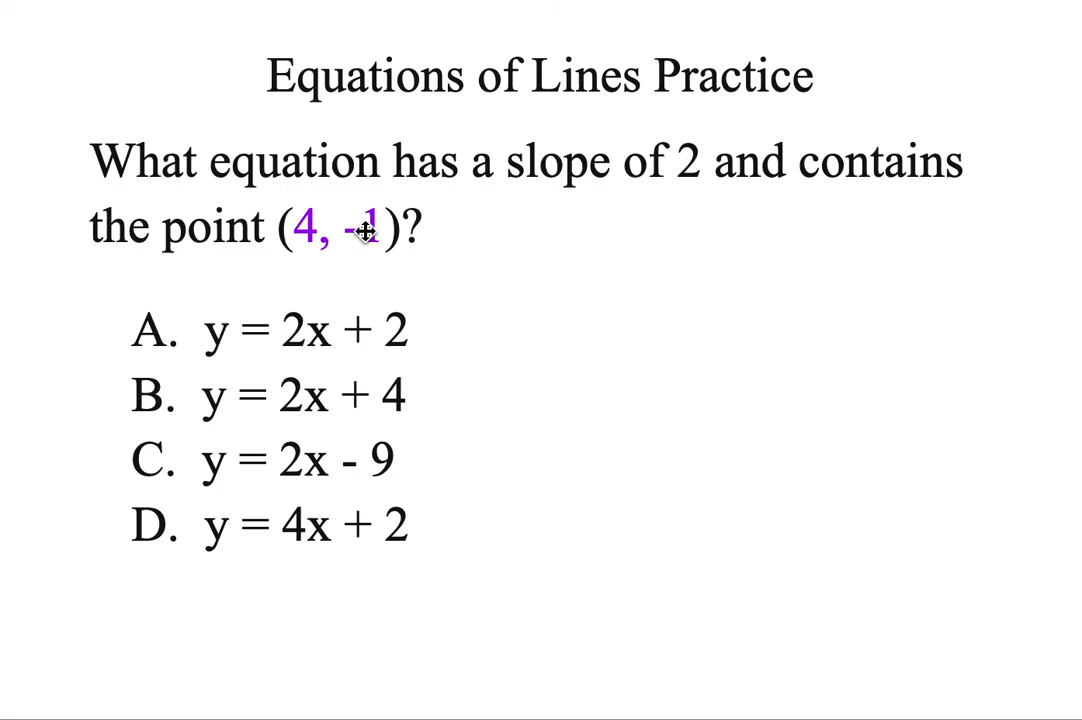 Equations of Lines Practice
What equation has a slope of 2 and contains
the point (4, -1)?
A. y = 2x + 2
B. y = 2x + 4
C. y = 2x - 9
D. y = 4x + 2